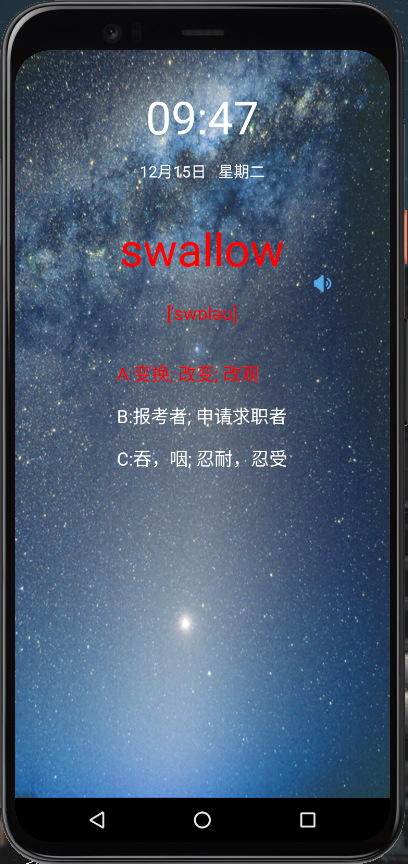 09:47
12月15日 星期二
swallow
['swɒləu]
A:变换; 改变; 改观
B:报考者; 申请求职者
C:吞，咽; 忍耐，忍受